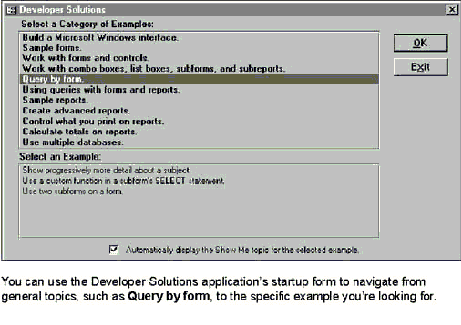 Developer Solutions
Select a Category of Examples:
Build a Microsoft Windows interface.
Sample forms.
Work with forms and controls.
Work with combo boxes, list boxes, subforms, and subreports.
Query by form.
Using queries with forms and reports.
Sample reports.
Create advanced reports.
Control what you print on reports.
Calculate totals on reports.
Use multiple databases.
OK
Exit
Select an Example:
Show progressively more detail about a subject.
Use a custom function in a subform's SELECT statement.
Use two subforms on a form.
Automatically display the Show Me topic for the selected example.
You can use the Developer Solutions application's startup form to navigate from
general topics, such as Query by form, to the specific example you're looking for.